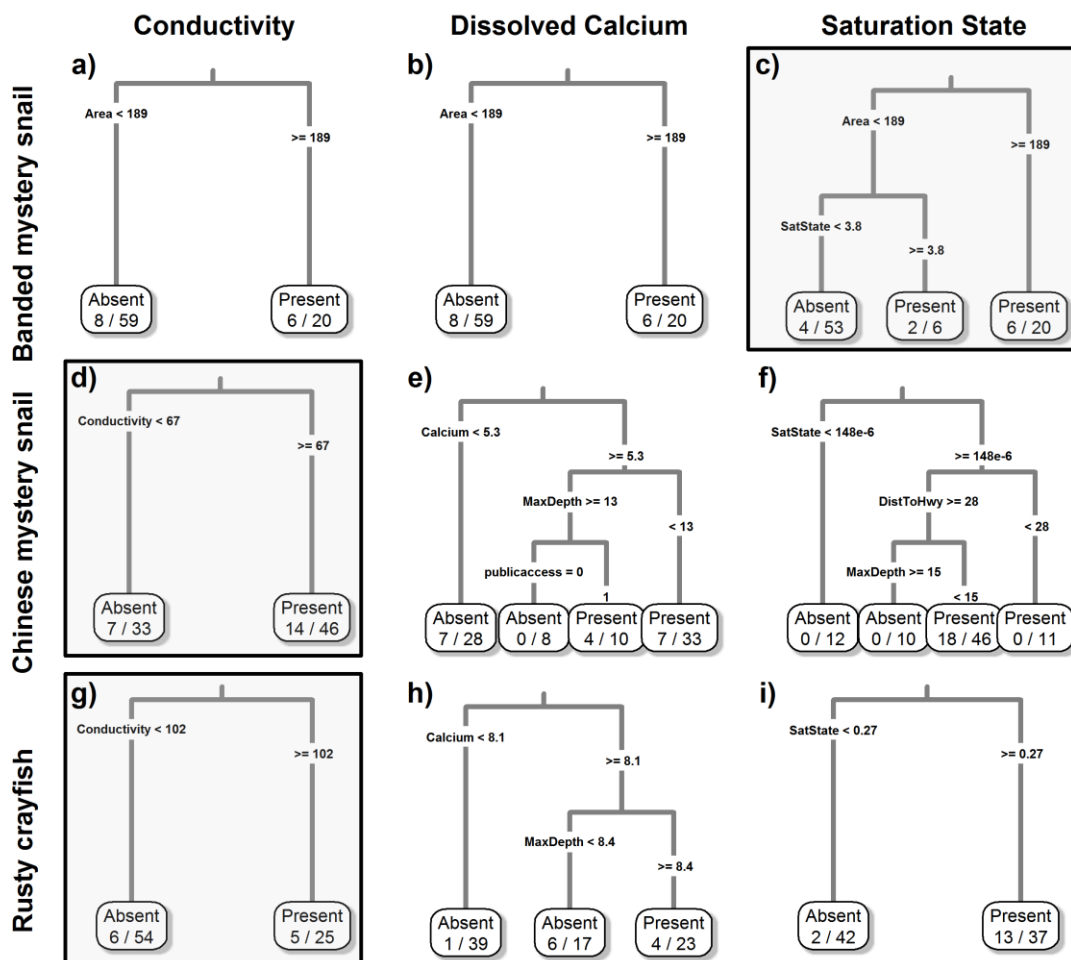 Conductivity
Dissolved Calcium
Saturation State
Banded mystery snail
a)
Area < 189
>= 189
Absent
8 / 59
Present
6 / 20
b)
Area < 189
>= 189
Absent
8 / 59
Present
6 / 20
c)
Area < 189
>= 189
SatState < 3.8
>= 3.8
Absent
4 / 53
Present
2 / 6
Present
6 / 20
Chinese mystery snail
d)
Conductivity < 67
>= 67
Absent
7 / 33
Present
14 / 46
e)
Calcium < 5.3
>= 5.3
MaxDepth >= 13
< 13
publicaccess = 0
1
Absent
7 / 28
Absent
0 / 8
Present
4 / 10
Present
7 / 33
f)
SatState < 148e-6
>= 148e-6
DistToHwy >= 28
< 28
MaxDepth >= 15
< 15
Absent
0 / 12
Absent
0 / 10
Present
18 / 46
Present
0 / 11
Rusty crayfish
g)
Conductivity < 102
>= 102
Absent
6 / 54
Present
5 / 25
h)
Calcium < 8.1
>= 8.1
MaxDepth < 8.4
>= 8.4
Absent
1 / 39
Absent
6 / 17
Present
4 / 23
i)
SatState < 0.27
>= 0.27
Absent
2 / 42
Present
13 / 37